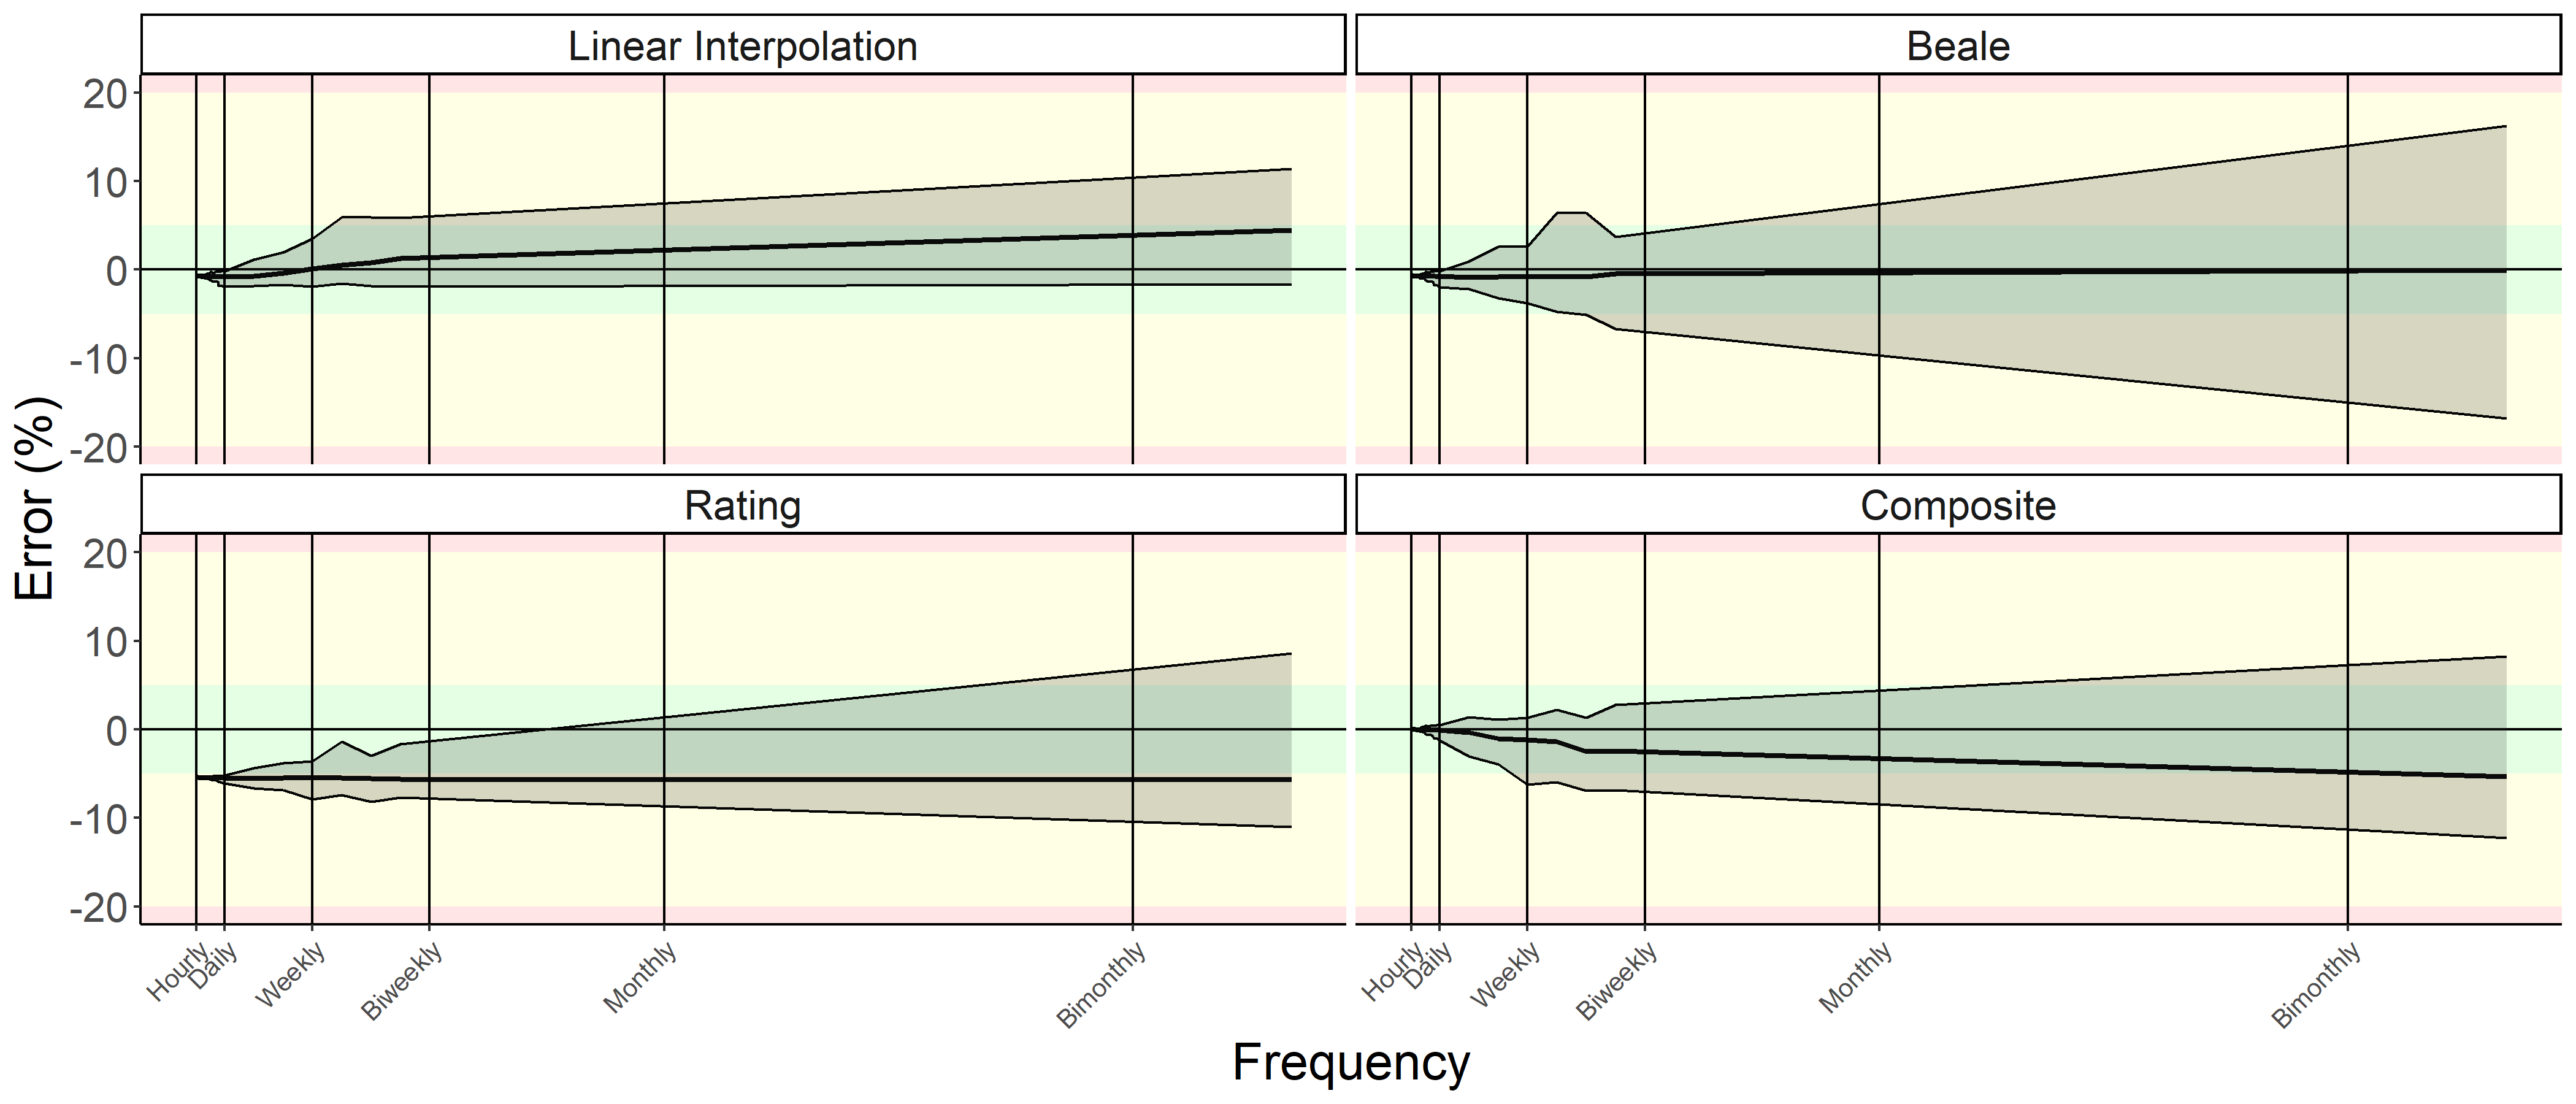 Linear Interpolation
Beale
20
10
0
-10
-20
Error (%)
Rating
Composite
20
10
0
-10
-20
Hourly Daily Weekly Biweekly Monthly Bimonthly
Hourly Daily Weekly Biweekly Monthly Bimonthly
Frequency